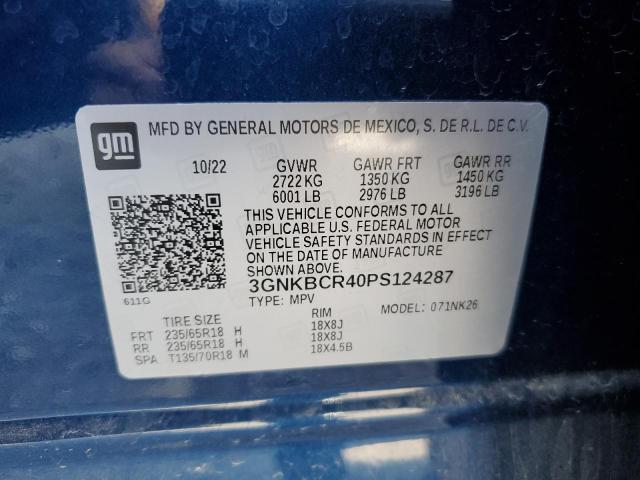 gm
MFD BY GENERAL MOTORS DE MEXICO, S. DE R.L. DE C.V.
10/22 GVWR GAWR FRT GAWR RR
2722 KG 1350 KG 1450 KG
6001 LB 2976 LB 3196 LB
THIS VEHICLE CONFORMS TO ALL
APPLICABLE U.S. FEDERAL MOTOR
VEHICLE SAFETY STANDARDS IN EFFECT
ON THE DATE OF MANUFACTURE
SHOWN ABOVE.
611G
3GNKBCR40PS124287
TYPE: MPV MODEL: 071NK26
TIRE SIZE RIM
FRT 235/65R18 H 18X8J
RR 235/65R18 H 18X8J
SPA T135/70R18 M 18X4.5B